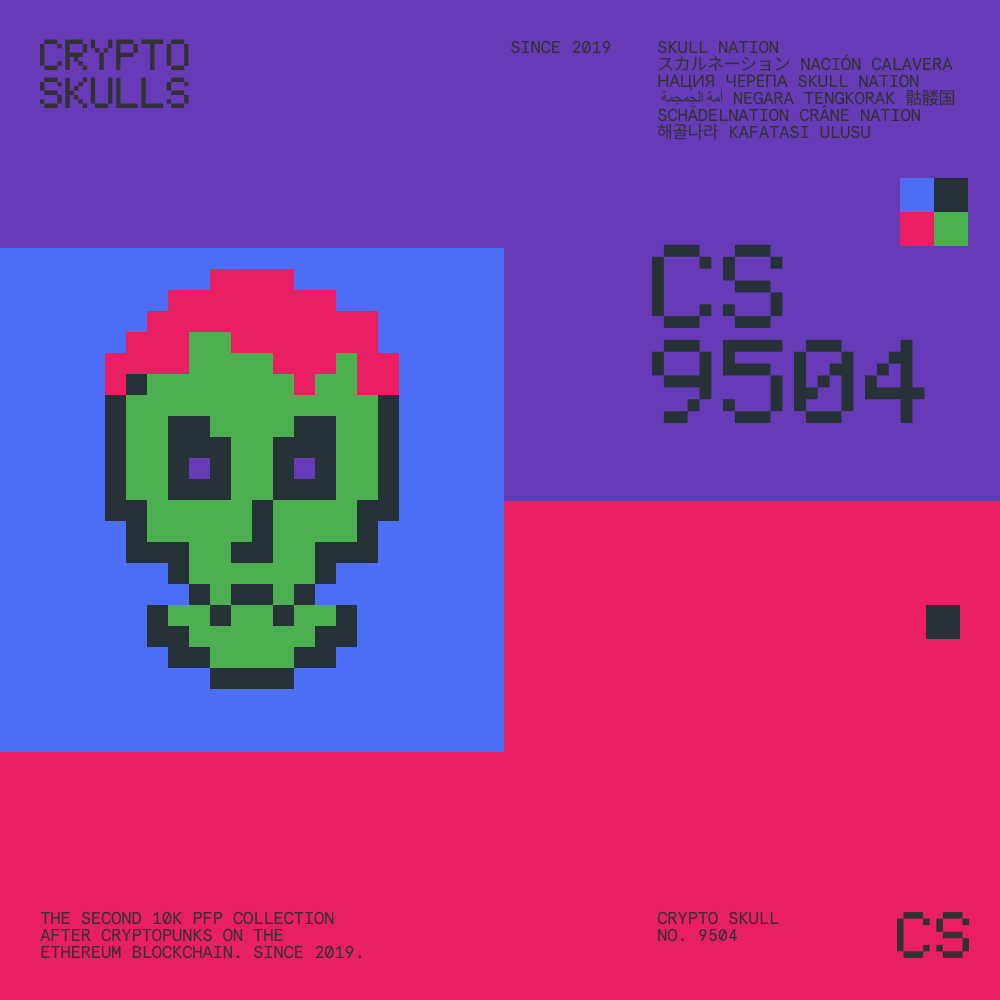 CRYPTO
SKULLS
SINCE 2019
SKULL NATION
スカルネーション NACIÓN CALAVERA
НАЦИЯ ЧЕРЕПА SKULL NATION
أمة الجمجمة NEGARA TENGKORAK 骷髅国
SCHÄDELNATION CRÂNE NATION
해골나라 KAFATASI ULUSU
CS
9504
THE SECOND 10K PFP COLLECTION
AFTER CRYPTOPUNKS ON THE
ETHEREUM BLOCKCHAIN. SINCE 2019.
CRYPTO SKULL
NO. 9504
CS